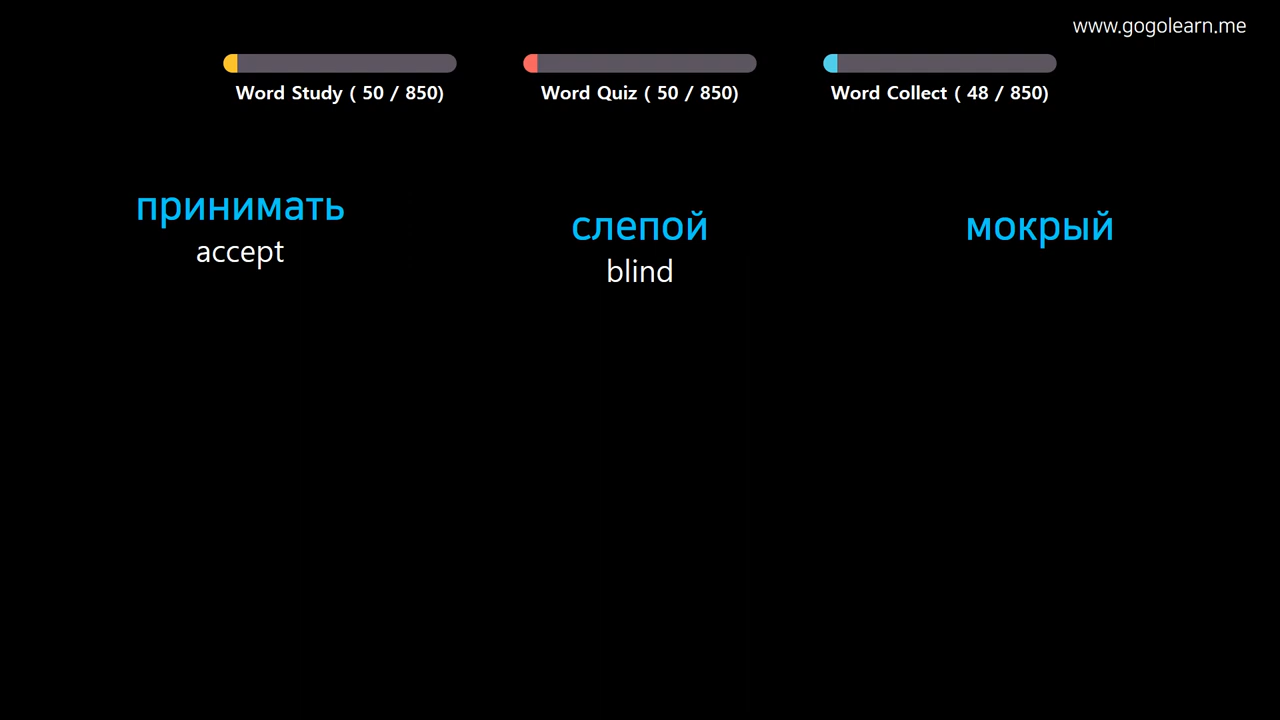 www.gogolearn.me
Word Study ( 50 / 850)
Word Quiz ( 50 / 850)
Word Collect ( 48 / 850)
принимать
accept
слепой
blind
мокрый